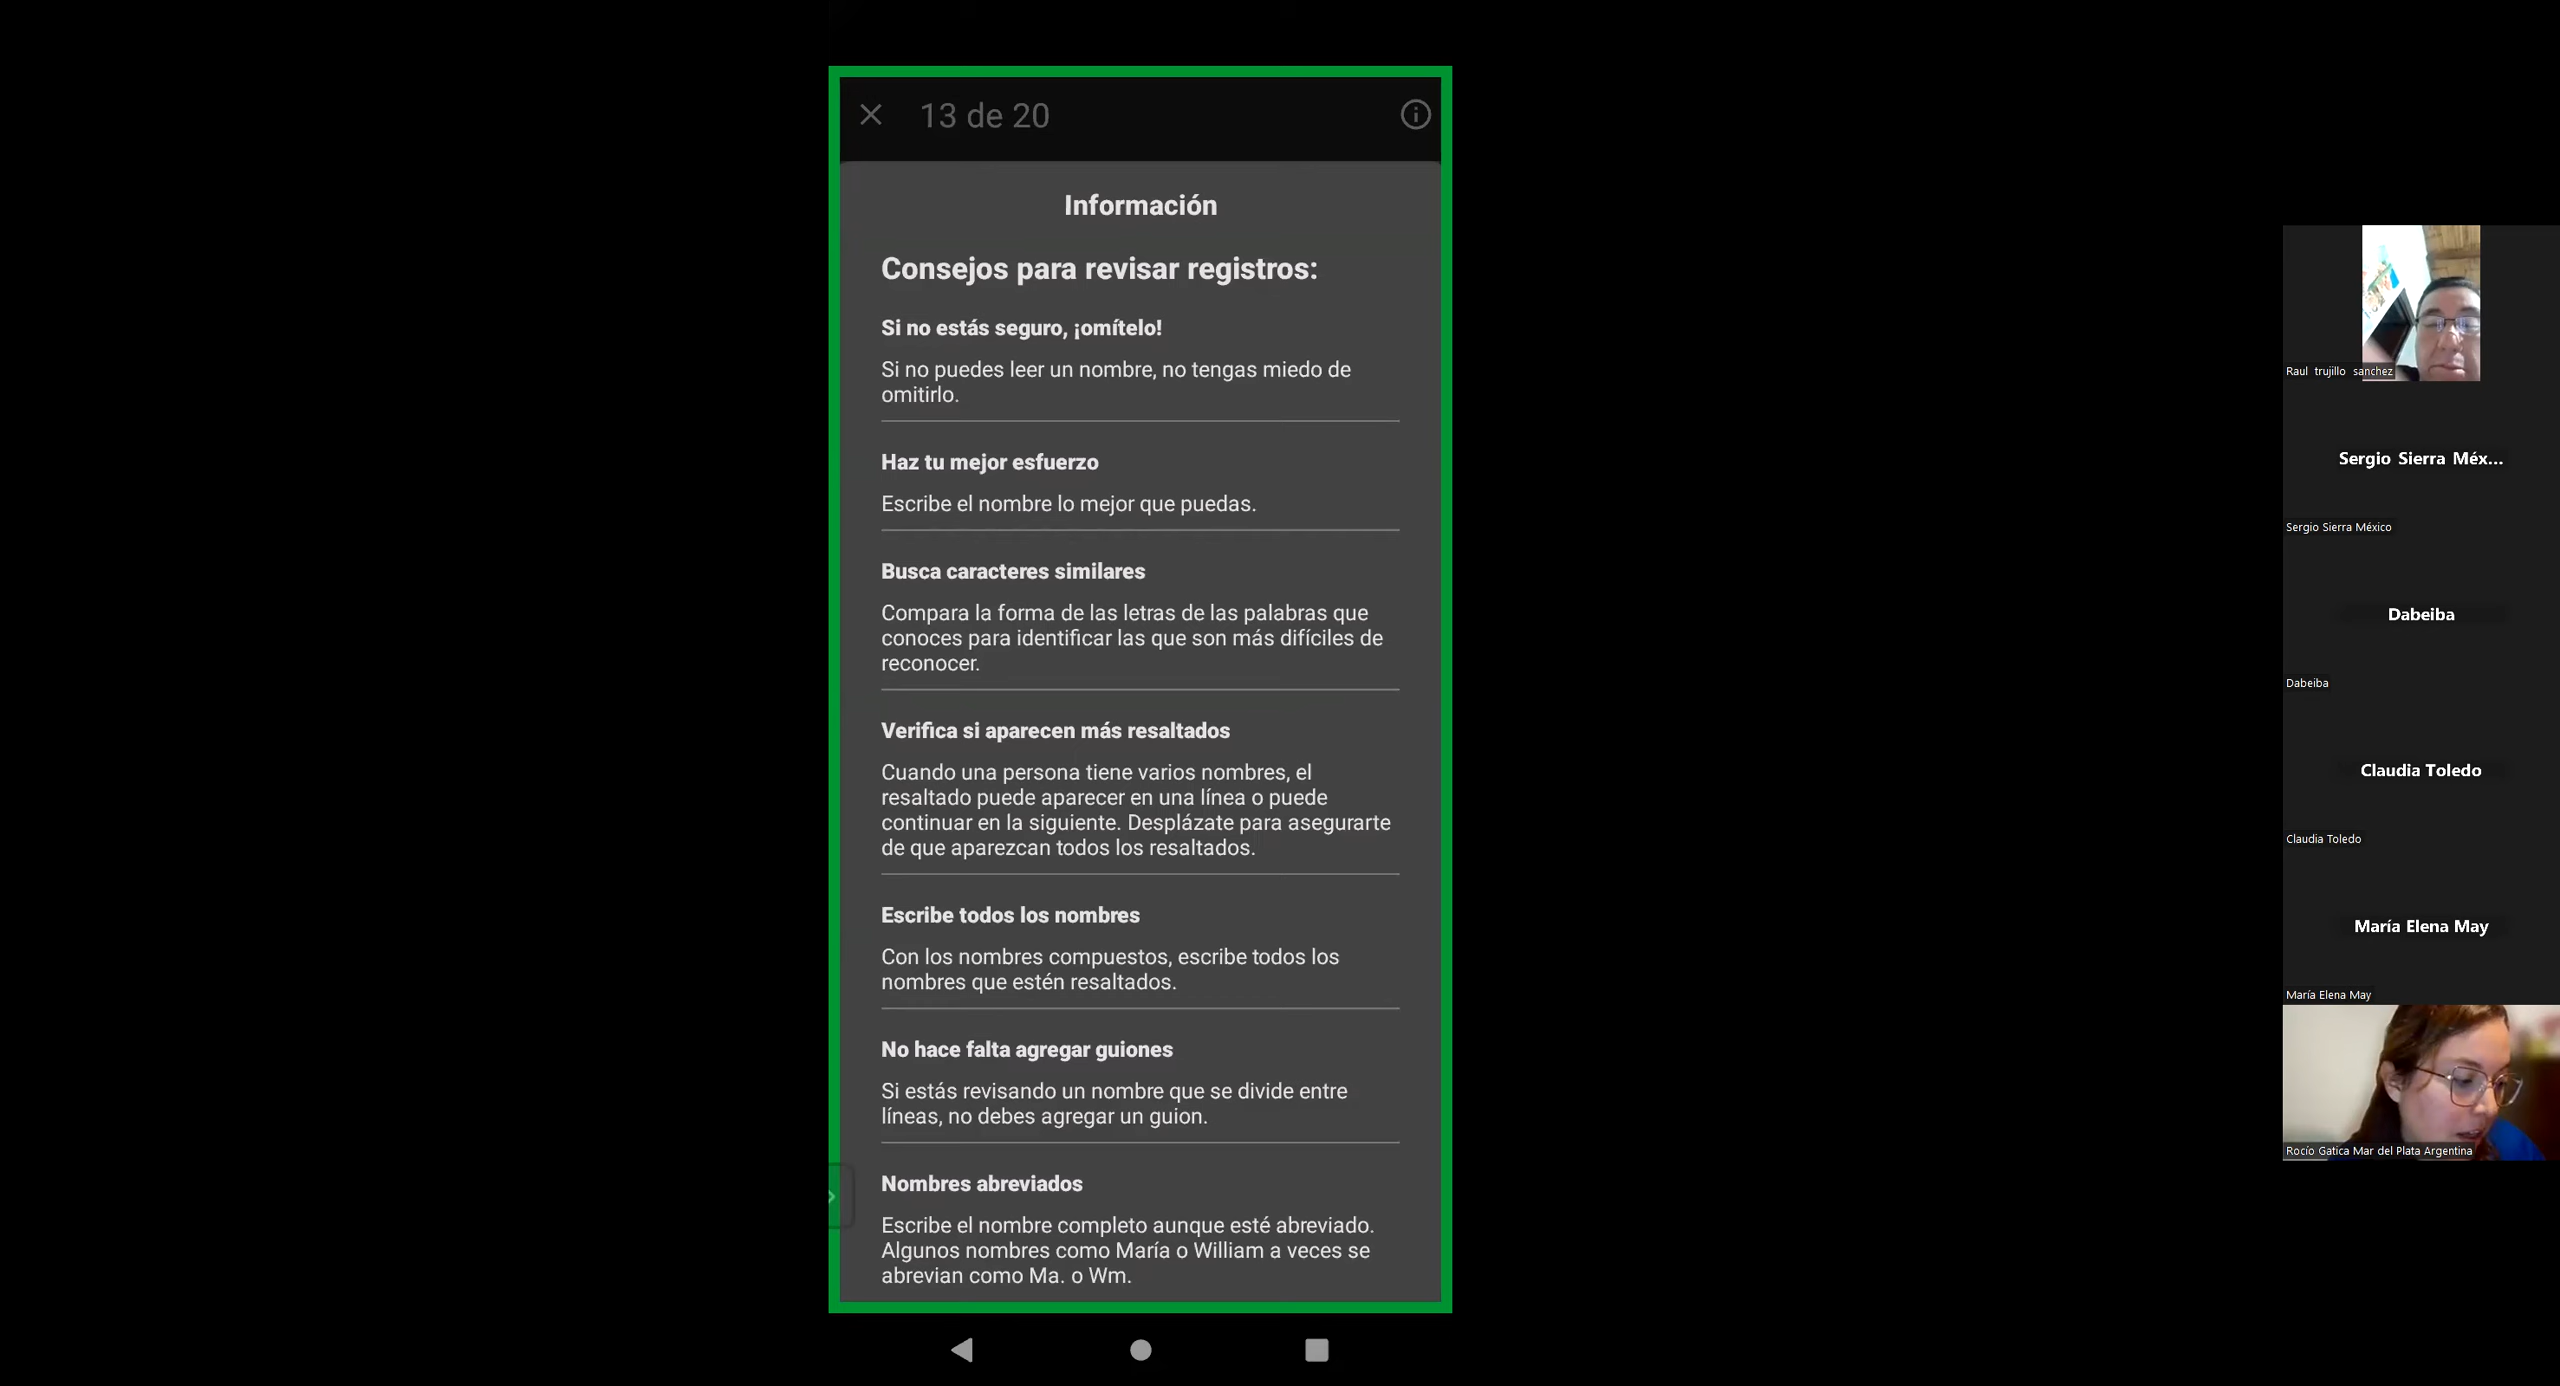 13 de 20
Información
Consejos para revisar registros:
Si no estás seguro, ¡omítelo!
Si no puedes leer un nombre, no tengas miedo de
omitirlo.
Haz tu mejor esfuerzo
Escribe el nombre lo mejor que puedas.
Busca caracteres similares
Compara la forma de las letras de las palabras que
conoces para identificar las que son más difíciles de
reconocer.
Verifica si aparecen más resaltados
Cuando una persona tiene varios nombres, el
resaltado puede aparecer en una línea o puede
continuar en la siguiente. Desplázate para asegurarte
de que aparezcan todos los resaltados.
Escribe todos los nombres
Con los nombres compuestos, escribe todos los
nombres que estén resaltados.
No hace falta agregar guiones
Si estás revisando un nombre que se divide entre
líneas, no debes agregar un guion.
Nombres abreviados
Escribe el nombre completo aunque esté abreviado.
Algunos nombres como María o William a veces se
abrevian como Ma. o Wm.
Raul trujillo sanchez
Sergio Sierra Méx...
Sergio Sierra México
Dabeiba
Dabeiba
Claudia Toledo
Claudia Toledo
María Elena May
María Elena May
Rocío Gatica Mar del Plata Argentina